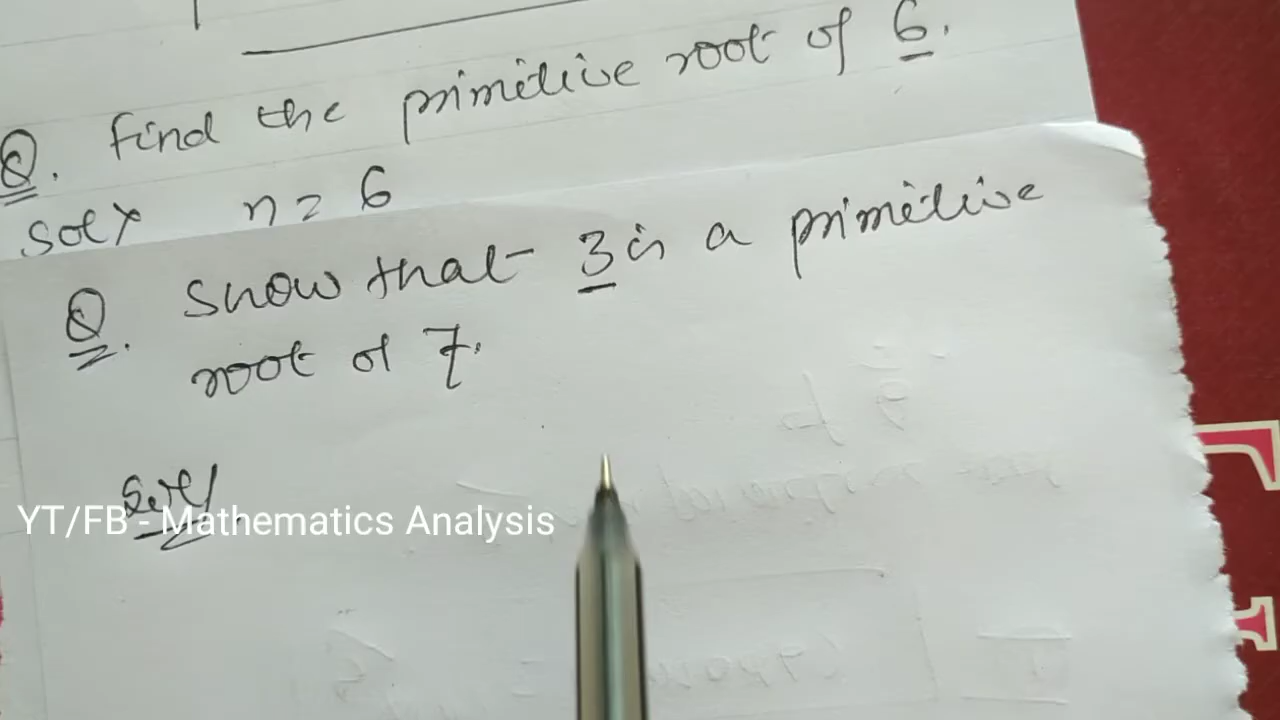 Q. Find the primitive root of 6.
Sol n = 6
Q. Show that 3 is a primitive
root of 7.
Sol
YT/FB - Mathematics Analysis